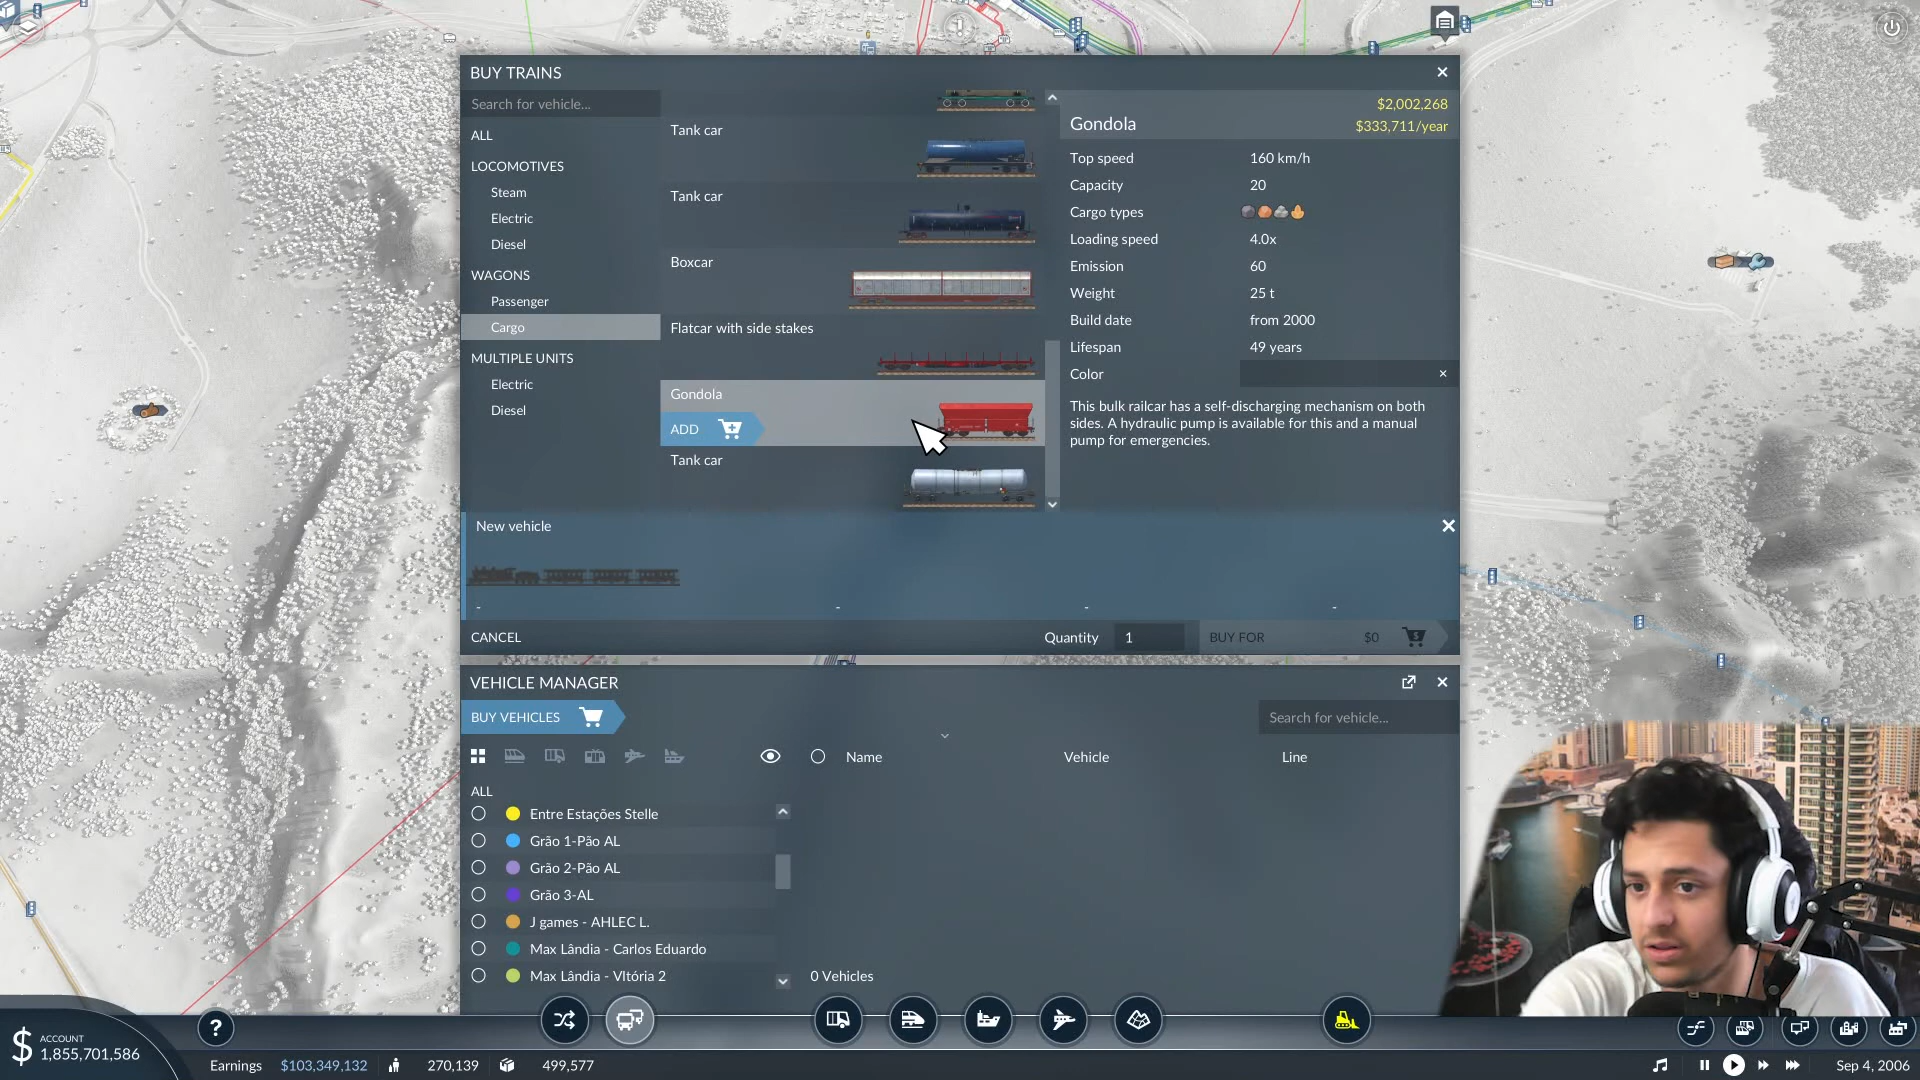 BUY TRAINS
Search for vehicle...
ALL
LOCOMOTIVES
Steam
Electric
Diesel
WAGONS
Passenger
Cargo
MULTIPLE UNITS
Electric
Diesel
Tank car
Tank car
Boxcar
Flatcar with side stakes
Gondola
ADD
Tank car
$2,002,268
Gondola
$333,711/year
Top speed 160 km/h
Capacity 20
Cargo types
Loading speed 4.0x
Emission 60
Weight 25 t
Build date from 2000
Lifespan 49 years
Color
This bulk railcar has a self-discharging mechanism on both
sides. A hydraulic pump is available for this and a manual
pump for emergencies.
New vehicle
- - - -
CANCEL
Quantity 1
BUY FOR $0
VEHICLE MANAGER
BUY VEHICLES
Search for vehicle...
Name Vehicle Line
ALL
Entre Estações Stelle
Grão 1-Pão AL
Grão 2-Pão AL
Grão 3-AL
J games - AHLEC L.
Max Lândia - Carlos Eduardo
Max Lândia - VItória 2
0 Vehicles
?
$ ACCOUNT
1,855,701,586
Earnings $103,349,132 270,139 499,577
Sep 4, 2006